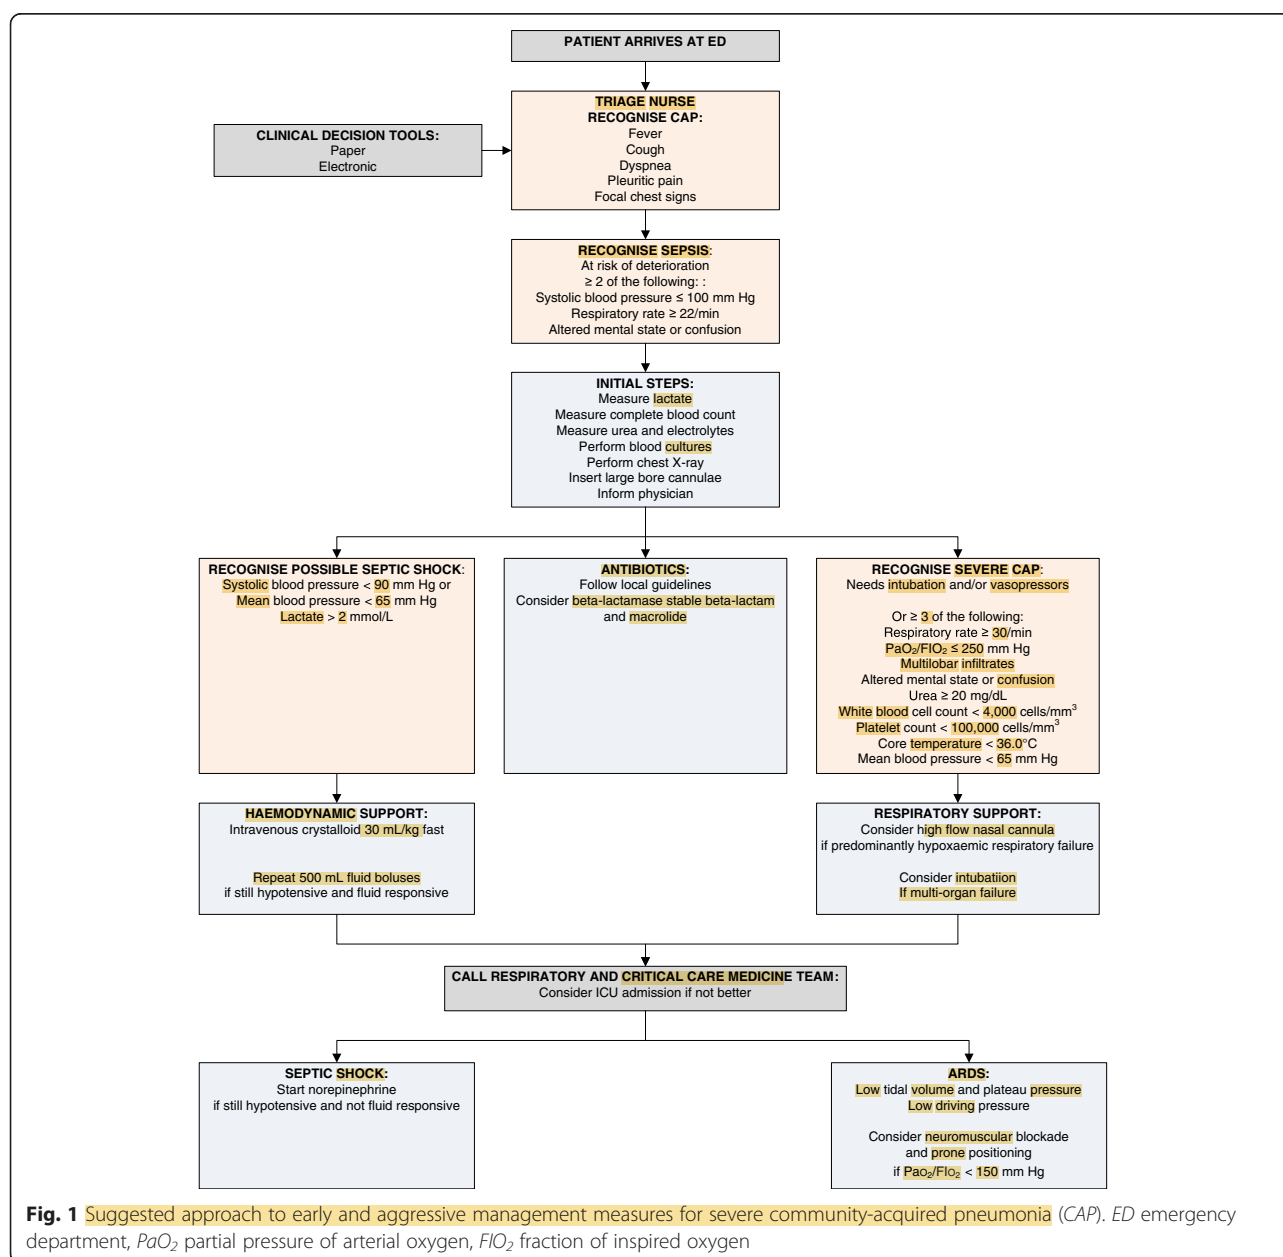 PATIENT ARRIVES AT ED
TRIAGE NURSE
RECOGNISE CAP:
Fever
Cough
Dyspnea
Pleuritic pain
Focal chest signs
CLINICAL DECISION TOOLS:
Paper
Electronic
RECOGNISE SEPSIS:
At risk of deterioration
≥ 2 of the following: :
Systolic blood pressure ≤ 100 mm Hg
Respiratory rate ≥ 22/min
Altered mental state or confusion
INITIAL STEPS:
Measure lactate
Measure complete blood count
Measure urea and electrolytes
Perform blood cultures
Perform chest X-ray
Insert large bore cannulae
Inform physician
RECOGNISE POSSIBLE SEPTIC SHOCK:
Systolic blood pressure < 90 mm Hg or
Mean blood pressure < 65 mm Hg
Lactate > 2 mmol/L
ANTIBIOTICS:
Follow local guidelines
Consider beta-lactamase stable beta-lactam
and macrolide
RECOGNISE SEVERE CAP:
Needs intubation and/or vasopressors
Or ≥ 3 of the following:
Respiratory rate ≥ 30/min
PaO₂/FIO₂ ≤ 250 mm Hg
Multilobar infiltrates
Altered mental state or confusion
Urea ≥ 20 mg/dL
White blood cell count < 4,000 cells/mm³
Platelet count < 100,000 cells/mm³
Core temperature < 36.0°C
Mean blood pressure < 65 mm Hg
HAEMODYNAMIC SUPPORT:
Intravenous crystalloid 30 mL/kg fast
Repeat 500 mL fluid boluses
if still hypotensive and fluid responsive
RESPIRATORY SUPPORT:
Consider high flow nasal cannula
if predominantly hypoxaemic respiratory failure
Consider intubatiion
If multi-organ failure
CALL RESPIRATORY AND CRITICAL CARE MEDICINE TEAM:
Consider ICU admission if not better
SEPTIC SHOCK:
Start norepinephrine
if still hypotensive and not fluid responsive
ARDS:
Low tidal volume and plateau pressure
Low driving pressure
Consider neuromuscular blockade
and prone positioning
if PaO₂/FIO₂ < 150 mm Hg
Fig. 1 Suggested approach to early and aggressive management measures for severe community-acquired pneumonia (CAP). ED emergency
department, PaO₂ partial pressure of arterial oxygen, FIO₂ fraction of inspired oxygen